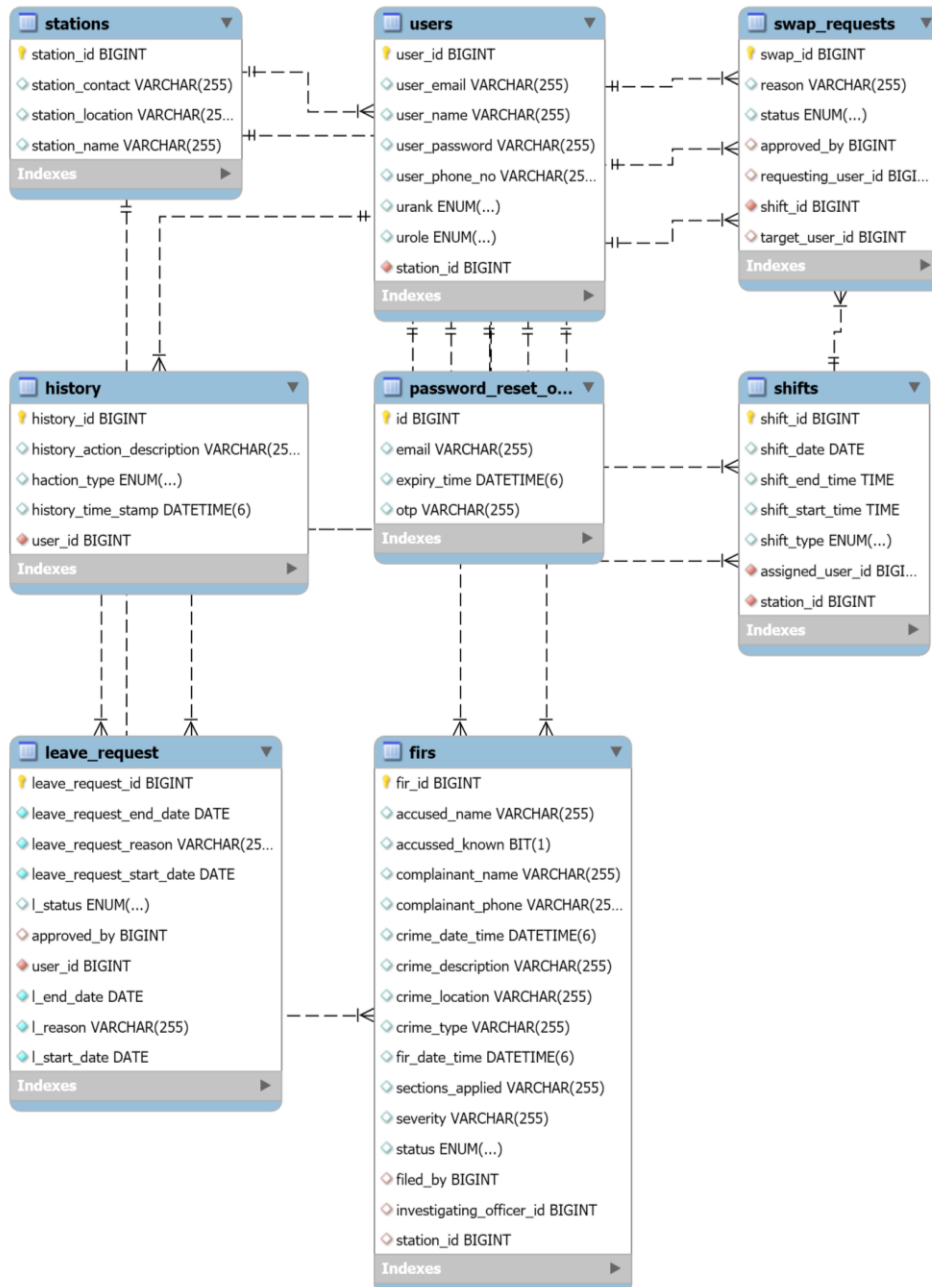 stations
station_id BIGINT
station_contact VARCHAR(255)
station_location VARCHAR(25...
station_name VARCHAR(255)
Indexes
users
user_id BIGINT
user_email VARCHAR(255)
user_name VARCHAR(255)
user_password VARCHAR(255)
user_phone_no VARCHAR(25...
urank ENUM(...)
urole ENUM(...)
station_id BIGINT
Indexes
swap_requests
swap_id BIGINT
reason VARCHAR(255)
status ENUM(...)
approved_by BIGINT
requesting_user_id BIGI...
shift_id BIGINT
target_user_id BIGINT
Indexes
history
history_id BIGINT
history_action_description VARCHAR(25...
haction_type ENUM(...)
history_time_stamp DATETIME(6)
user_id BIGINT
Indexes
password_reset_o...
id BIGINT
email VARCHAR(255)
expiry_time DATETIME(6)
otp VARCHAR(255)
Indexes
shifts
shift_id BIGINT
shift_date DATE
shift_end_time TIME
shift_start_time TIME
shift_type ENUM(...)
assigned_user_id BIGI...
station_id BIGINT
Indexes
leave_request
leave_request_id BIGINT
leave_request_end_date DATE
leave_request_reason VARCHAR(25...
leave_request_start_date DATE
l_status ENUM(...)
approved_by BIGINT
user_id BIGINT
l_end_date DATE
l_reason VARCHAR(255)
l_start_date DATE
Indexes
firs
fir_id BIGINT
accused_name VARCHAR(255)
accussed_known BIT(1)
complainant_name VARCHAR(255)
complainant_phone VARCHAR(25...
crime_date_time DATETIME(6)
crime_description VARCHAR(255)
crime_location VARCHAR(255)
crime_type VARCHAR(255)
fir_date_time DATETIME(6)
sections_applied VARCHAR(255)
severity VARCHAR(255)
status ENUM(...)
filed_by BIGINT
investigating_officer_id BIGINT
station_id BIGINT
Indexes